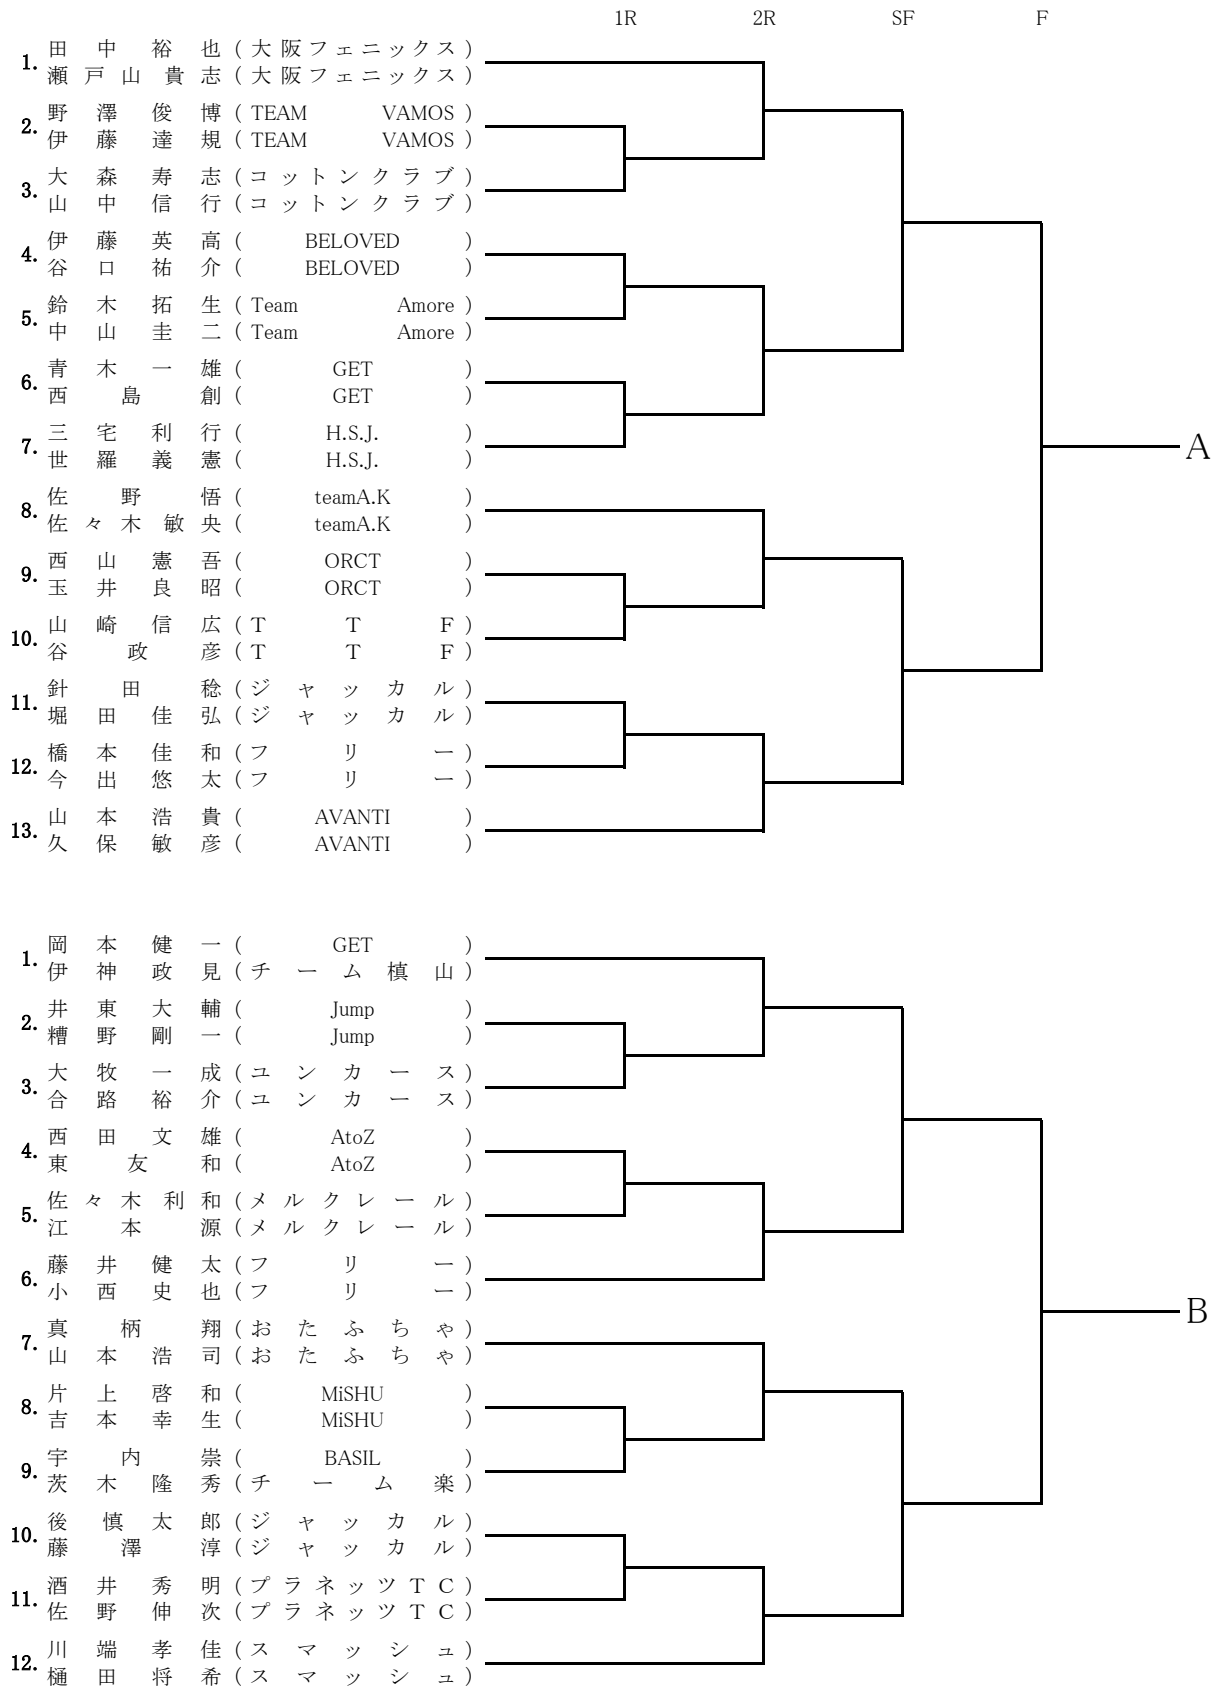 1R 2R SF F
1. 田中裕也(大阪フェニックス)
瀬戸山貴志(大阪フェニックス)
2. 野澤俊博(TEAM VAMOS)
伊藤達規(TEAM VAMOS)
3. 大森寿志(コットンクラブ)
山中信行(コットンクラブ)
4. 伊藤英高(BELOVED)
谷口祐介(BELOVED)
5. 鈴木拓生(Team Amore)
中山圭二(Team Amore)
6. 青木一雄(GET)
西島創(GET)
7. 三宅利行(H.S.J.)
世羅義憲(H.S.J.)
A
8. 佐野悟(teamA.K)
佐々木敏央(teamA.K)
9. 西山憲吾(ORCT)
玉井良昭(ORCT)
10. 山崎信広(TTF)
谷政彦(TTF)
11. 針田稔(ジャッカル)
堀田佳弘(ジャッカル)
12. 橋本佳和(フリー)
今出悠太(フリー)
13. 山本浩貴(AVANTI)
久保敏彦(AVANTI)
1. 岡本健一(GET)
伊神政見(チーム槙山)
2. 井東大輔(Jump)
糟野剛一(Jump)
3. 大牧一成(ユンカース)
合路裕介(ユンカース)
4. 西田文雄(AtoZ)
東友和(AtoZ)
5. 佐々木利和(メルクレール)
江本源(メルクレール)
6. 藤井健太(フリー)
小西史也(フリー)
B
7. 真柄翔(おたふちゃ)
山本浩司(おたふちゃ)
8. 片上啓和(MiSHU)
吉本幸生(MiSHU)
9. 宇内崇(BASIL)
茨木隆秀(チーム楽)
10. 後慎太郎(ジャッカル)
藤澤淳(ジャッカル)
11. 酒井秀明(プラネッツTC)
佐野伸次(プラネッツTC)
12. 川端孝佳(スマッシュ)
樋田将希(スマッシュ)